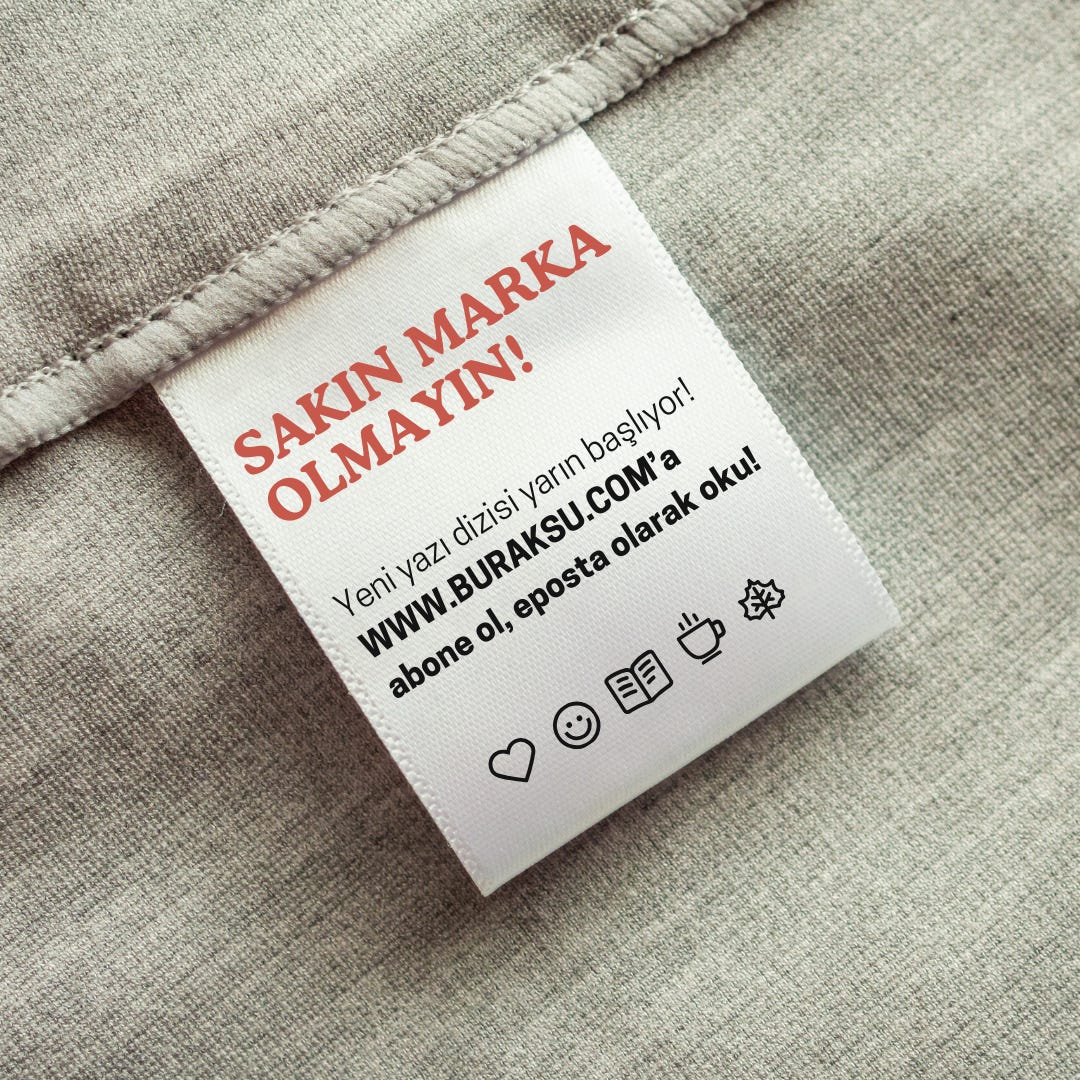 SAKIN MARKA
OLMAYIN!
Yeni yazı dizisi yarın başlıyor!
WWW.BURAKSU.COM'a
abone ol, eposta olarak oku!